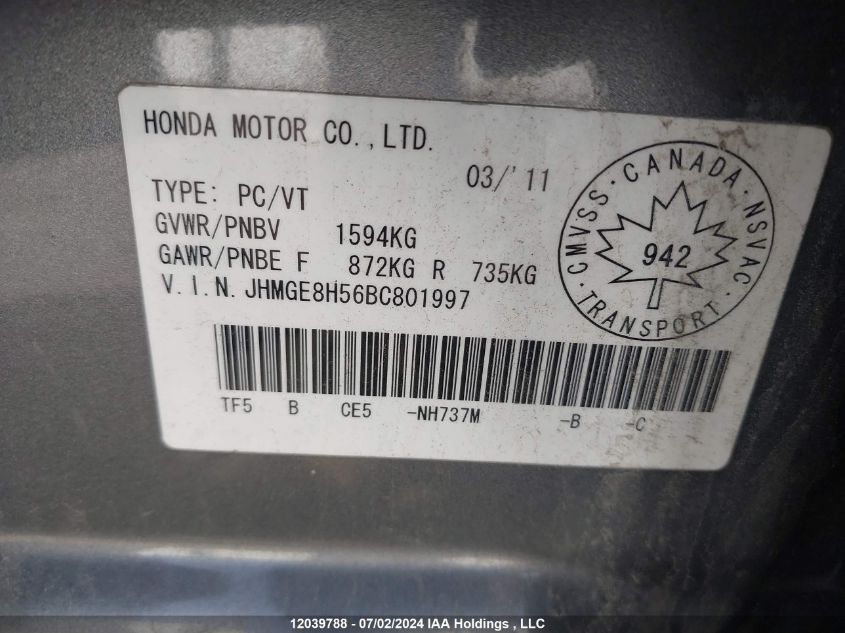 HONDA MOTOR CO.,LTD.
03/'11
TYPE: PC/VT
GVWR/PNBV 1594KG
GAWR/PNBE F 872KG R 735KG
V.I.N. JHMGE8H56BC801997
CMVSS · CANADA · NSVAC
942
· TRANSPORT ·
TF5 B CE5 -NH737M -B -C
12039788 - 07/02/2024 IAA Holdings , LLC